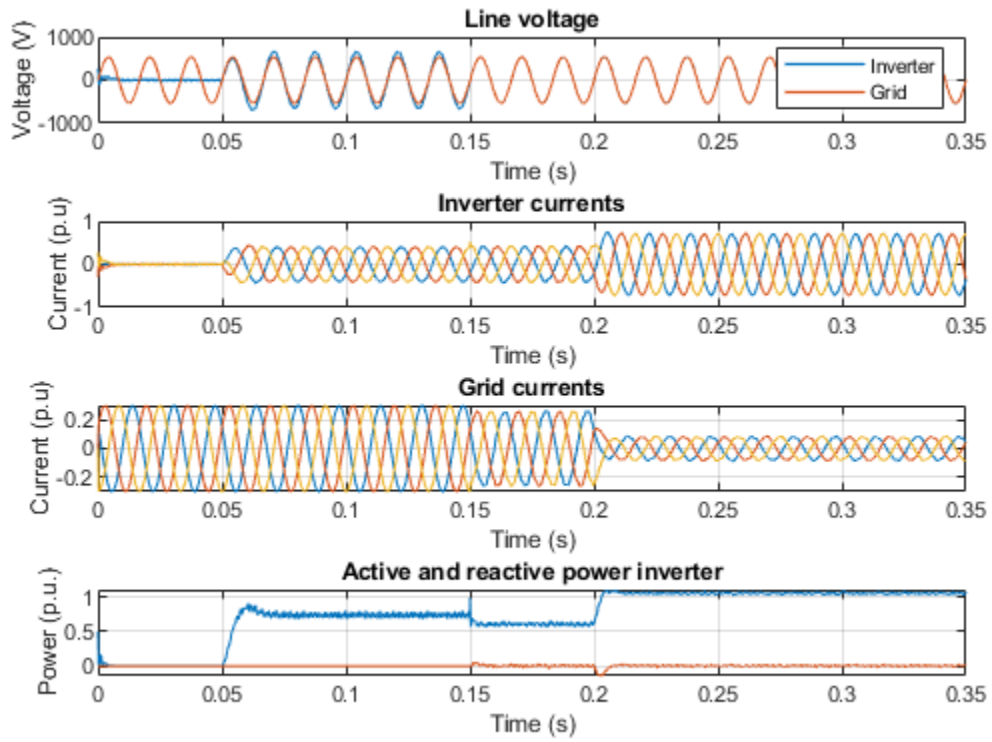 Line voltage
Voltage (V)
1000
0
-1000
Inverter
Grid
0 0.05 0.1 0.15 0.2 0.25 0.3 0.35
Time (s)
Inverter currents
Current (p.u)
1
0
-1
0 0.05 0.1 0.15 0.2 0.25 0.3 0.35
Time (s)
Grid currents
Current (p.u)
0.2
0
-0.2
0 0.05 0.1 0.15 0.2 0.25 0.3 0.35
Time (s)
Active and reactive power inverter
Power (p.u.)
1
0.5
0
0 0.05 0.1 0.15 0.2 0.25 0.3 0.35
Time (s)